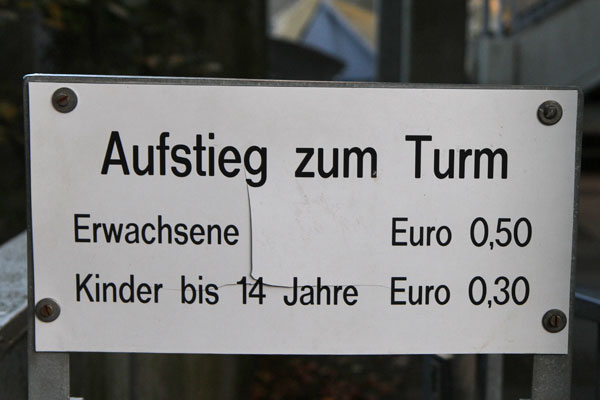 Aufstieg zum Turm
Erwachsene Euro 0,50
Kinder bis 14 Jahre Euro 0,30